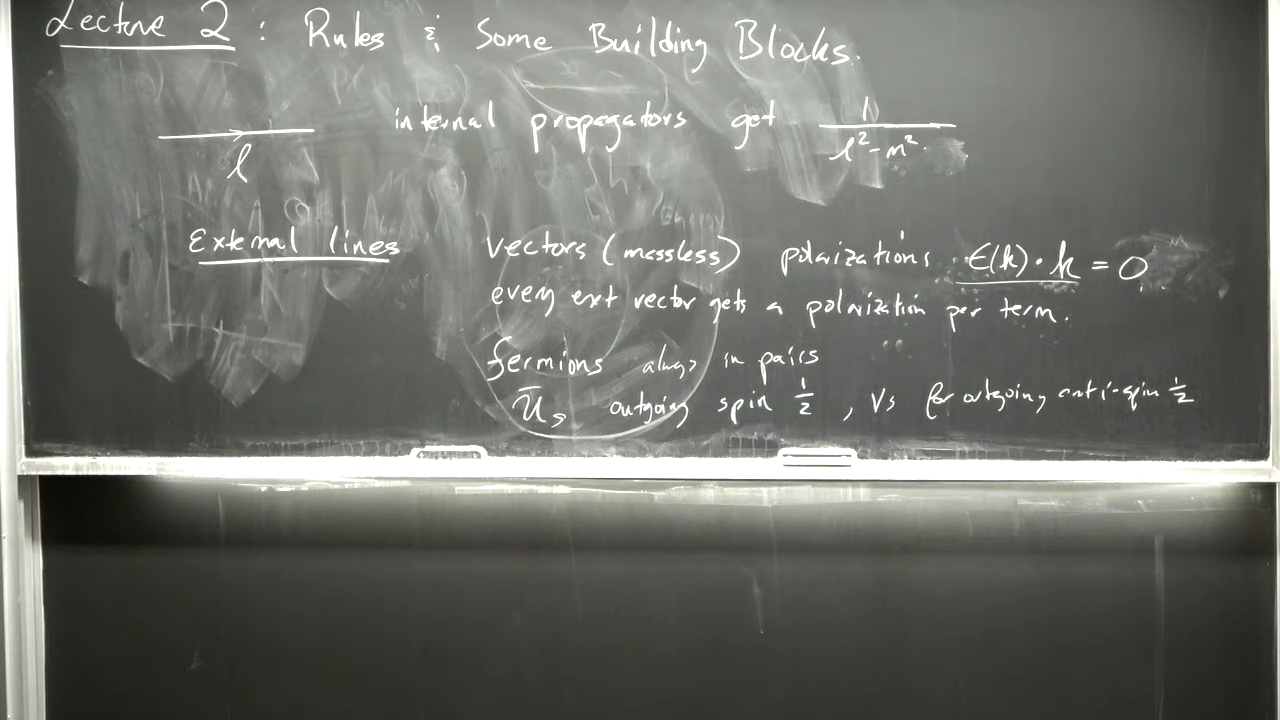 Lecture 2 : Rules & Some Building Blocks.
internal propagators get 1/(l² - m²)
l
External lines vectors (massless) polarizations ε(k) · k = 0
every ext vector gets a polarization per term.
fermions always in pairs
ūₛ outgoing spin 1/2 , vₛ for outgoing anti-spin 1/2